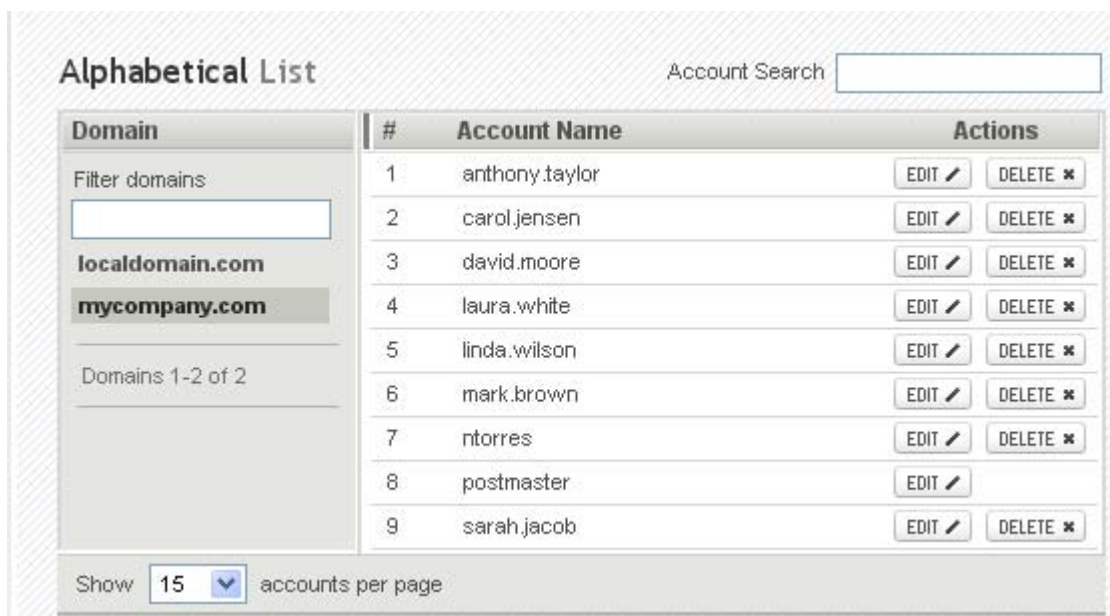 Alphabetical List
Account Search
Domain
Filter domains
localdomain.com
mycompany.com
Domains 1-2 of 2
# Account Name Actions
1 anthony.taylor EDIT DELETE
2 carol.jensen EDIT DELETE
3 david.moore EDIT DELETE
4 laura.white EDIT DELETE
5 linda.wilson EDIT DELETE
6 mark.brown EDIT DELETE
7 ntorres EDIT DELETE
8 postmaster EDIT
9 sarah.jacob EDIT DELETE
Show 15 accounts per page